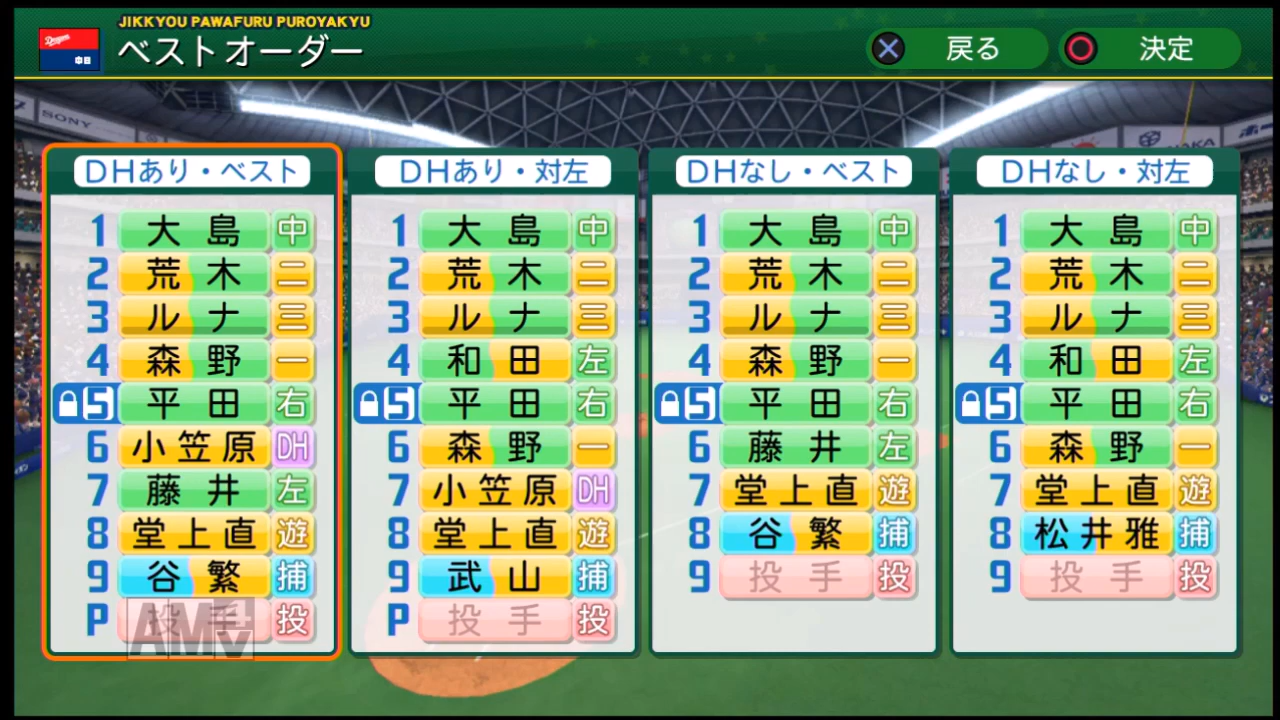 JIKKYOU PAWAFURU PUROYAKYU
Dragons
中日
ベストオーダー
戻る
決定
SONY
DHあり・ベスト
1 大島 中
2 荒木 二
3 ルナ 三
4 森野 一
5 平田 右
6 小笠原 DH
7 藤井 左
8 堂上直 遊
9 谷繁 捕
P 投手 投
AMV
DHあり・対左
1 大島 中
2 荒木 二
3 ルナ 三
4 和田 左
5 平田 右
6 森野 一
7 小笠原 DH
8 堂上直 遊
9 武山 捕
P 投手 投
DHなし・ベスト
1 大島 中
2 荒木 二
3 ルナ 三
4 森野 一
5 平田 右
6 藤井 左
7 堂上直 遊
8 谷繁 捕
9 投手 投
DHなし・対左
1 大島 中
2 荒木 二
3 ルナ 三
4 和田 左
5 平田 右
6 森野 一
7 堂上直 遊
8 松井雅 捕
9 投手 投